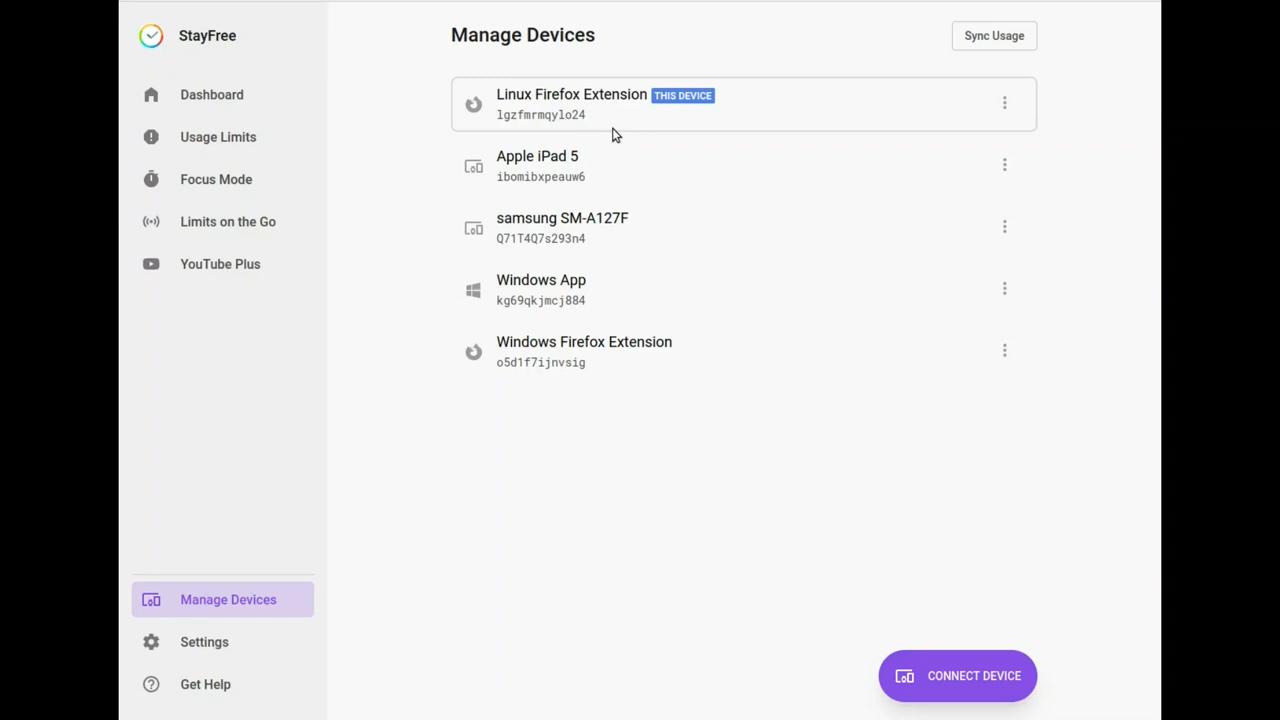 StayFree
Dashboard
Usage Limits
Focus Mode
Limits on the Go
YouTube Plus
Manage Devices
Settings
Get Help
Manage Devices
Sync Usage
Linux Firefox Extension THIS DEVICE
lgzfmrmqylo24
Apple iPad 5
ibomibxpeauw6
samsung SM-A127F
Q71T4Q7s293n4
Windows App
kg69qkjmcj884
Windows Firefox Extension
o5d1f7ijnvsig
CONNECT DEVICE